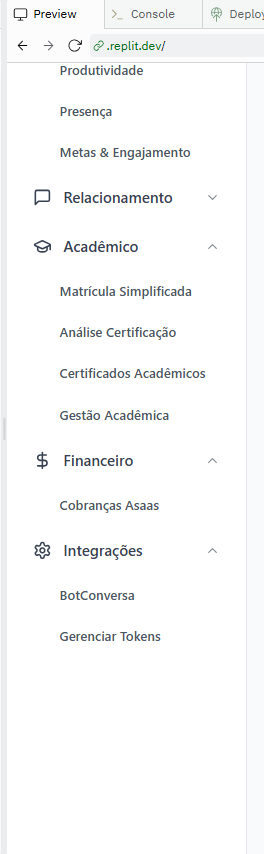 Preview
Console
Deploy
.replit.dev/
Produtividade
Presença
Metas & Engajamento
Relacionamento
Acadêmico
Matrícula Simplificada
Análise Certificação
Certificados Acadêmicos
Gestão Acadêmica
Financeiro
Cobranças Asaas
Integrações
BotConversa
Gerenciar Tokens